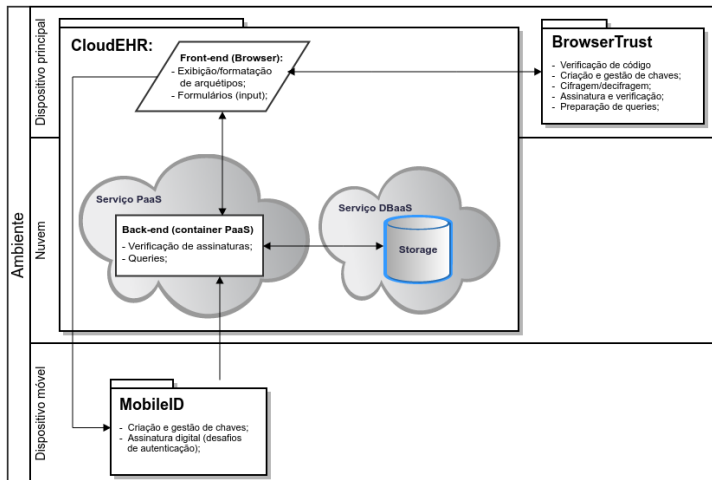 Ambiente
Dispositivo principal
CloudEHR:
Front-end (Browser):
- Exibição/formatação
de arquétipos;
- Formulários (input);
BrowserTrust
- Verificação de código
- Criação e gestão de chaves;
- Cifragem/decifragem;
- Assinatura e verificação;
- Preparação de queries;
Nuvem
Serviço PaaS
Back-end (container PaaS)
- Verificação de assinaturas;
- Queries;
Serviço DBaaS
Storage
Dispositivo móvel
MobileID
- Criação e gestão de chaves;
- Assinatura digital (desafios
de autenticação);